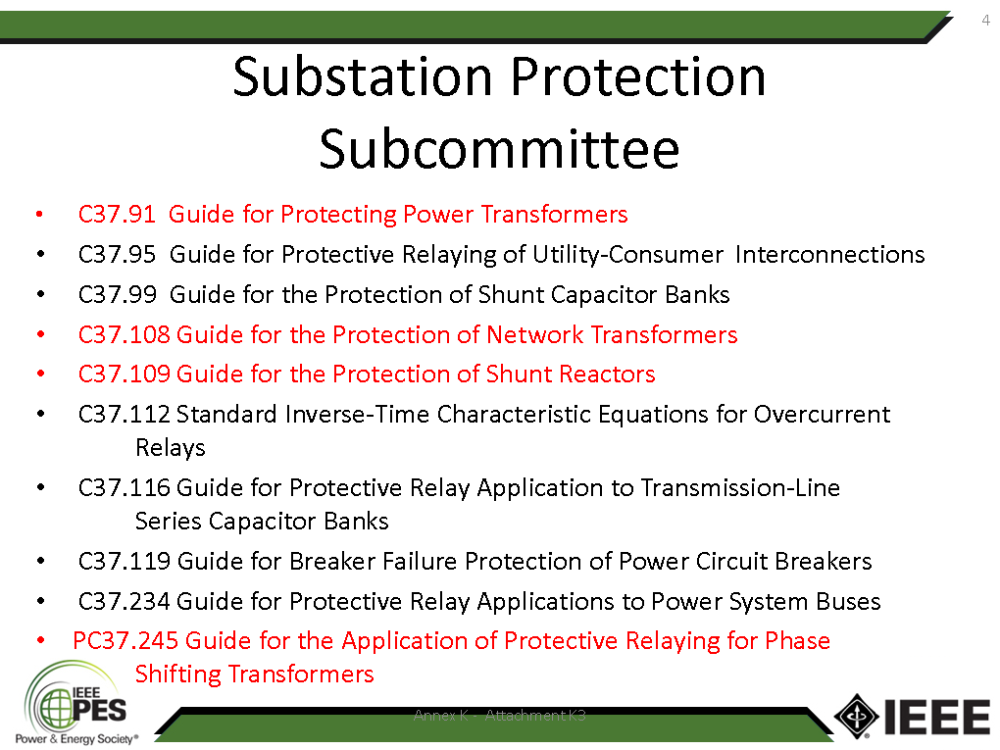 4
Substation Protection
Subcommittee
• C37.91 Guide for Protecting Power Transformers
• C37.95 Guide for Protective Relaying of Utility-Consumer Interconnections
• C37.99 Guide for the Protection of Shunt Capacitor Banks
• C37.108 Guide for the Protection of Network Transformers
• C37.109 Guide for the Protection of Shunt Reactors
• C37.112 Standard Inverse-Time Characteristic Equations for Overcurrent
Relays
• C37.116 Guide for Protective Relay Application to Transmission-Line
Series Capacitor Banks
• C37.119 Guide for Breaker Failure Protection of Power Circuit Breakers
• C37.234 Guide for Protective Relay Applications to Power System Buses
• PC37.245 Guide for the Application of Protective Relaying for Phase
Shifting Transformers
IEEE
PES
Power & Energy Society®
Annex K - Attachment K3
IEEE